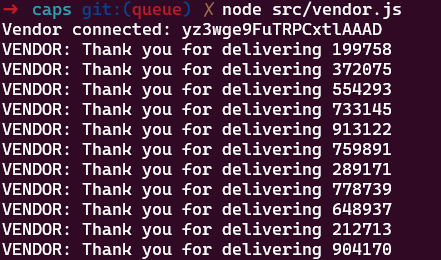 → caps git:(queue) ✗ node src/vendor.js
Vendor connected: yz3wge9FuTRPCxtlAAAD
VENDOR: Thank you for delivering 199758
VENDOR: Thank you for delivering 372075
VENDOR: Thank you for delivering 554293
VENDOR: Thank you for delivering 733145
VENDOR: Thank you for delivering 913122
VENDOR: Thank you for delivering 759891
VENDOR: Thank you for delivering 289171
VENDOR: Thank you for delivering 778739
VENDOR: Thank you for delivering 648937
VENDOR: Thank you for delivering 212713
VENDOR: Thank you for delivering 904170